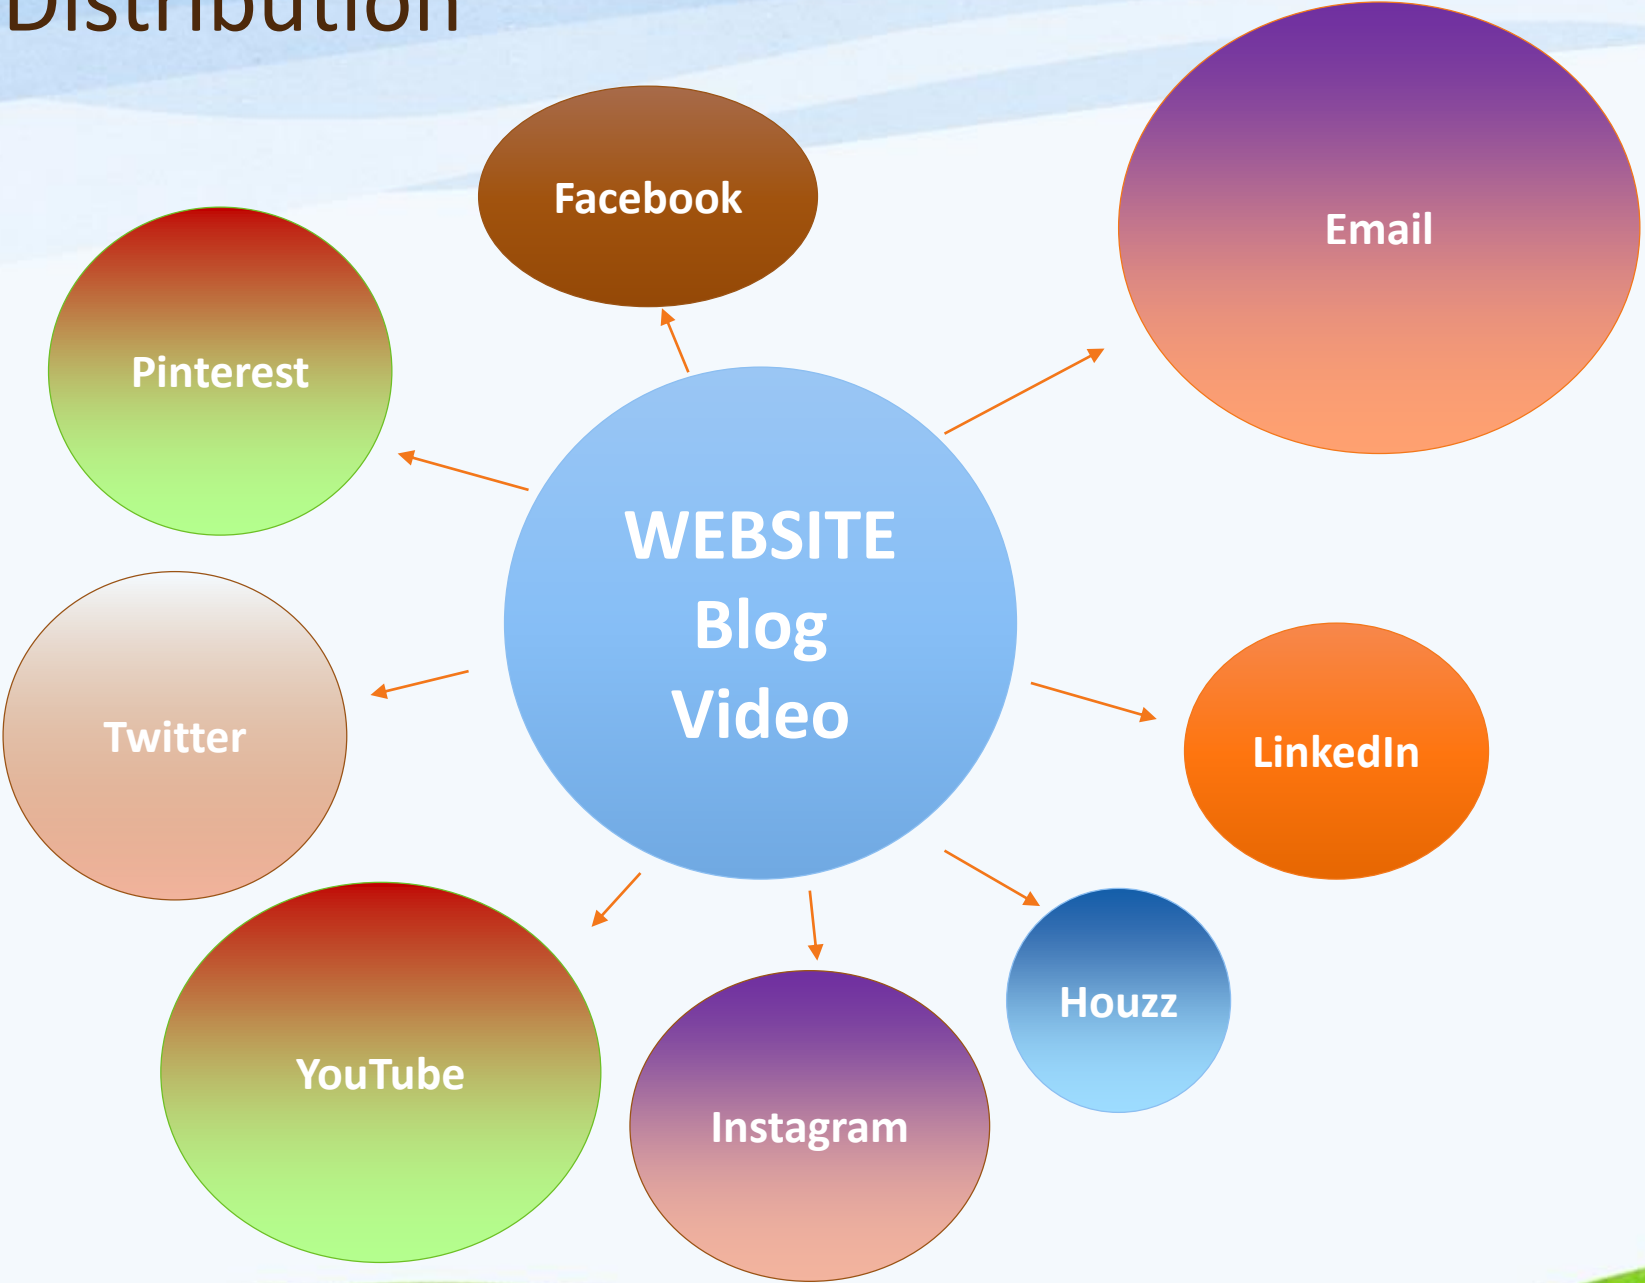 Distribution
Facebook
Email
Pinterest
WEBSITE
Blog
Video
Twitter
LinkedIn
Houzz
YouTube
Instagram